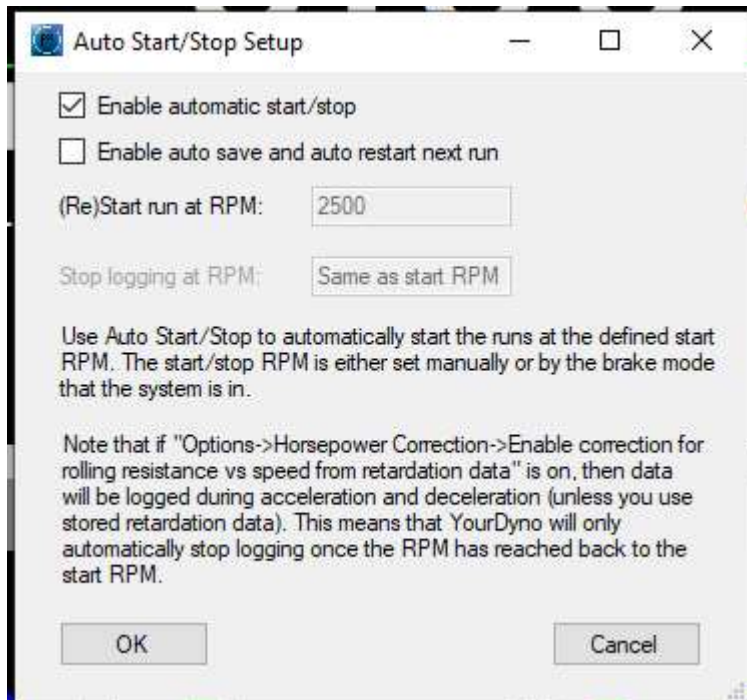 Auto Start/Stop Setup
Enable automatic start/stop
Enable auto save and auto restart next run
(Re)Start run at RPM: 2500
Stop logging at RPM: Same as start RPM
Use Auto Start/Stop to automatically start the runs at the defined start
RPM. The start/stop RPM is either set manually or by the brake mode
that the system is in.
Note that if "Options->Horsepower Correction->Enable correction for
rolling resistance vs speed from retardation data" is on, then data
will be logged during acceleration and deceleration (unless you use
stored retardation data). This means that YourDyno will only
automatically stop logging once the RPM has reached back to the
start RPM.
OK Cancel